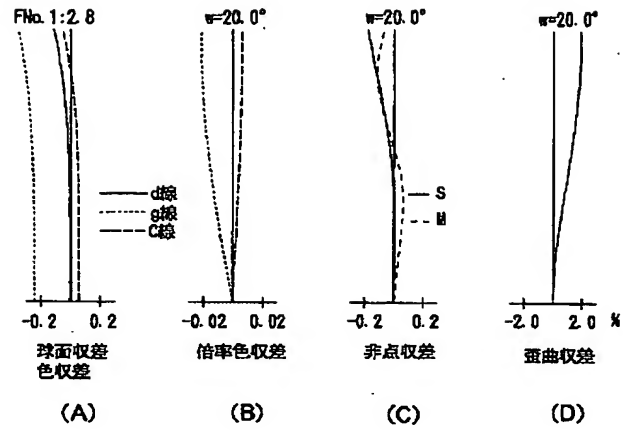 FNo. 1:2.8
w=20.0°
w=20.0°
w=20.0°
d線
g線
C線
S
M
-0.2 0.2
-0.02 0.02
-0.2 0.2
-2.0 2.0 %
球面収差
色収差
倍率色収差
非点収差
歪曲収差
(A)
(B)
(C)
(D)